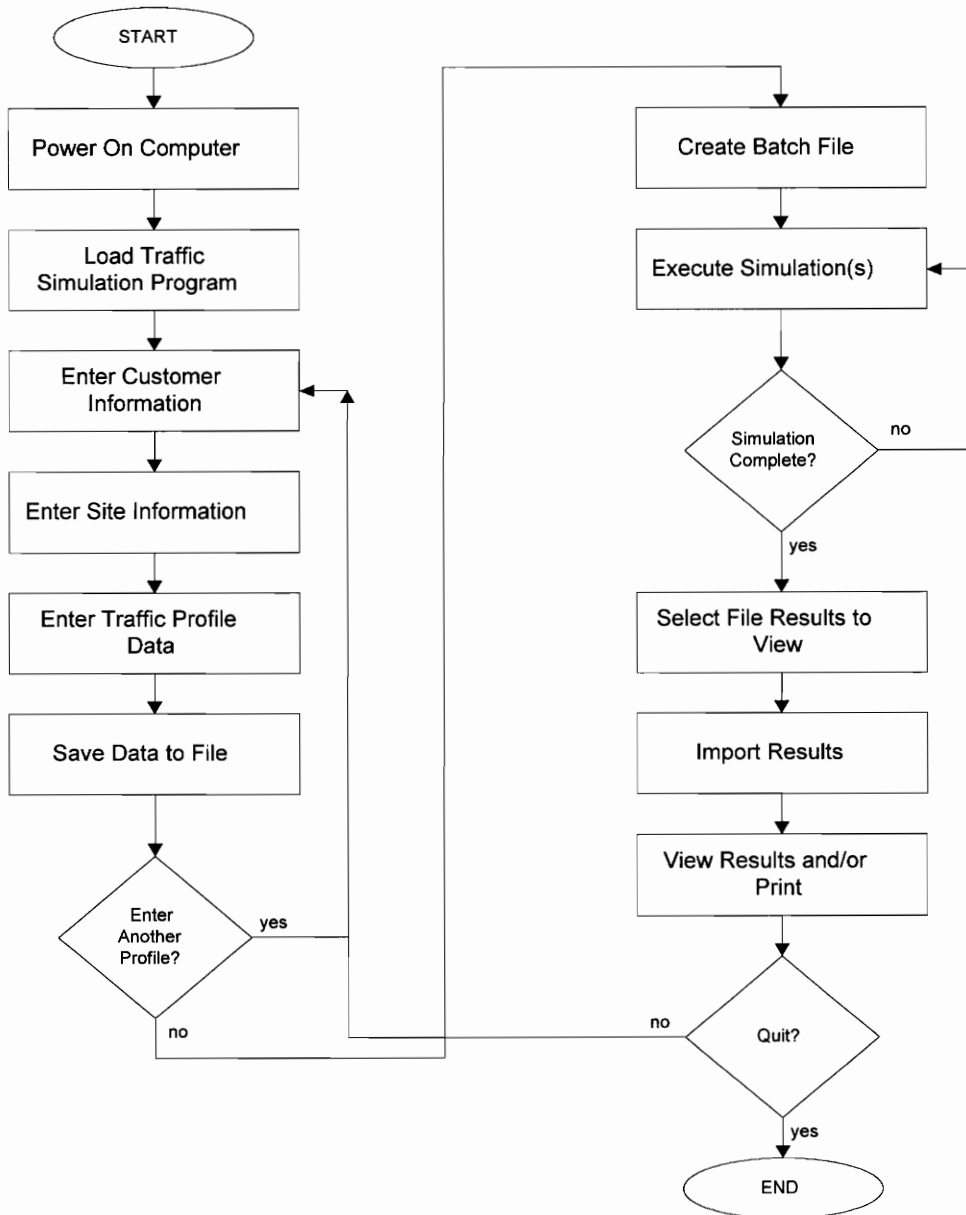 START
Power On Computer
Load Traffic
Simulation Program
Enter Customer
Information
Enter Site Information
Enter Traffic Profile
Data
Save Data to File
Enter
Another
Profile?
yes
no
Create Batch File
Execute Simulation(s)
Simulation
Complete?
no
yes
Select File Results to
View
Import Results
View Results and/or
Print
Quit?
no
yes
END